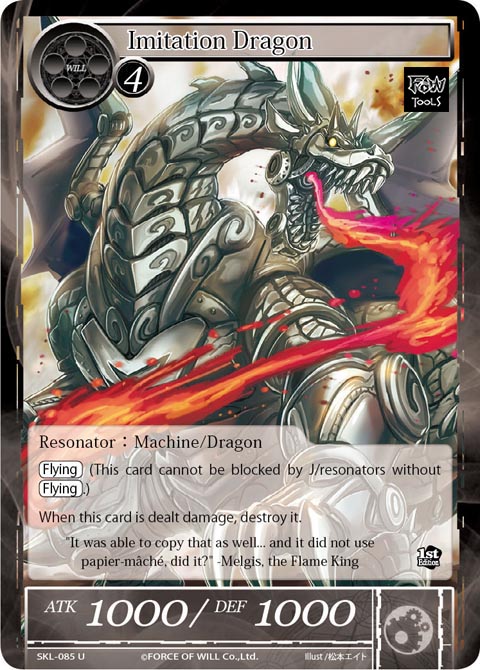 Imitation Dragon
WILL
4
FOW
TOOLS
Resonator : Machine/Dragon
Flying (This card cannot be blocked by J/resonators without
Flying.)
When this card is dealt damage, destroy it.
"It was able to copy that as well... and it did not use
papier-mâché, did it?" -Melgis, the Flame King
1st
Edition
ATK 1000/ DEF 1000
SKL-085 U ©FORCE OF WILL Co.,Ltd. Illust/松本エイト